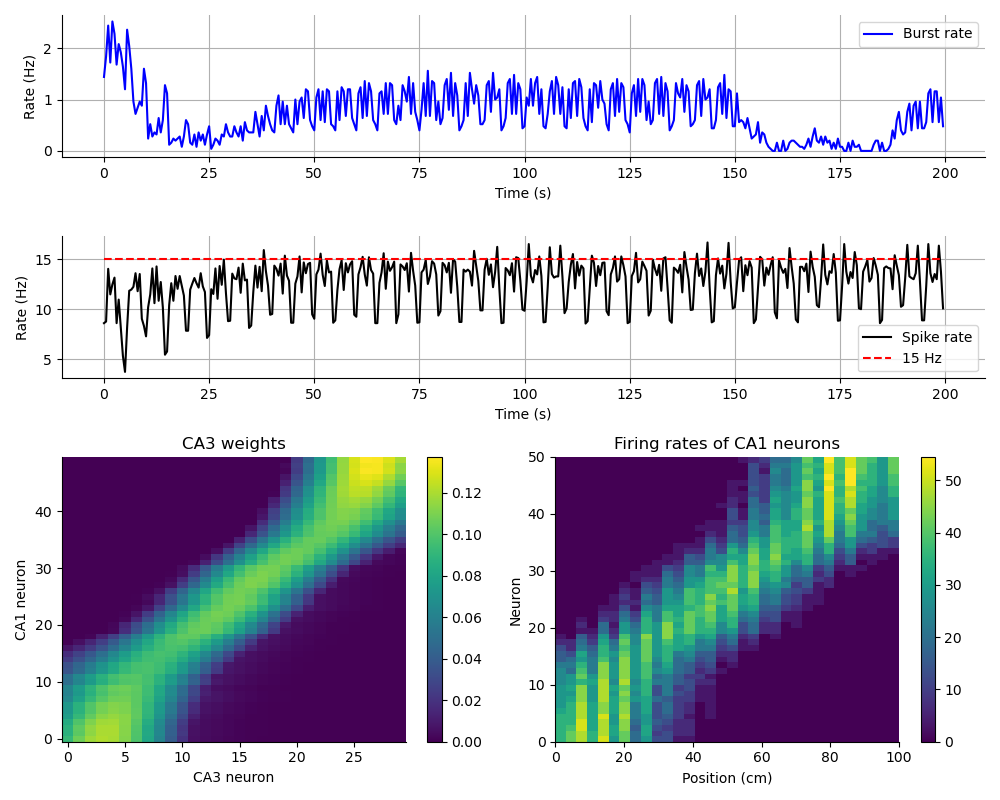 Rate (Hz)
2
1
0
Burst rate
0 25 50 75 100 125 150 175 200
Time (s)
Rate (Hz)
15
10
5
Spike rate
15 Hz
0 25 50 75 100 125 150 175 200
Time (s)
CA3 weights
CA1 neuron
40
30
20
10
0
0 5 10 15 20 25
CA3 neuron
0.12
0.10
0.08
0.06
0.04
0.02
0.00
Firing rates of CA1 neurons
Neuron
50
40
30
20
10
0
0 20 40 60 80 100
Position (cm)
50
40
30
20
10
0